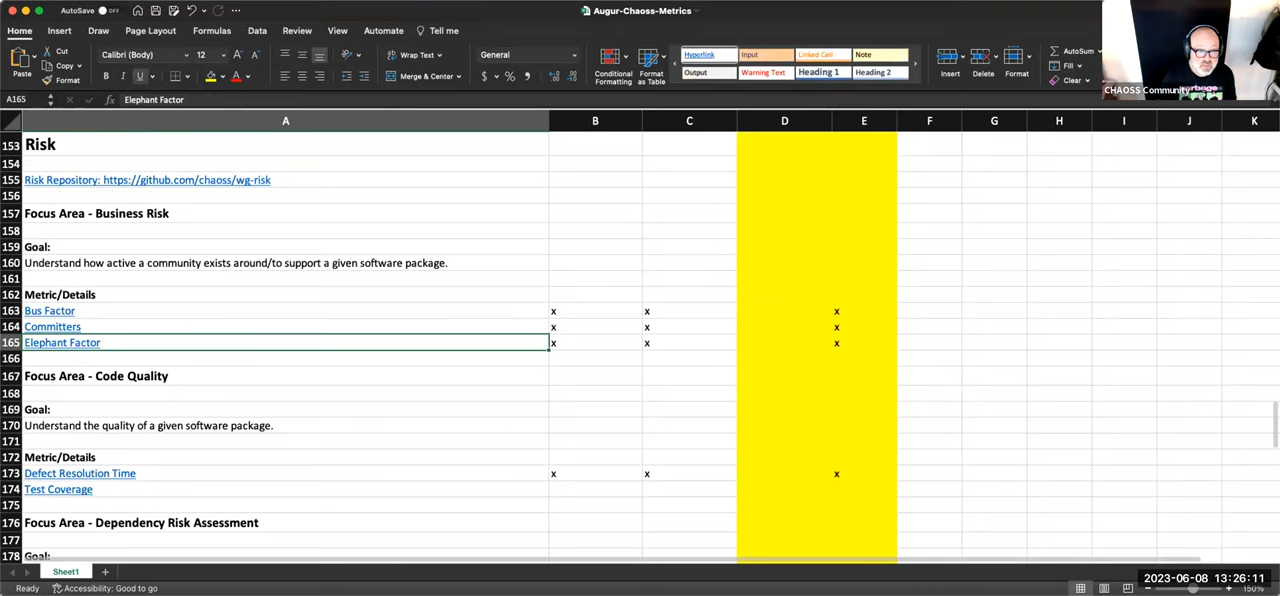 AutoSave OFF
Augur-Chaoss-Metrics
Home Insert Draw Page Layout Formulas Data Review View Automate Tell me
Paste
Cut
Copy
Format
Calibri (Body) 12
B I U
Wrap Text
Merge & Center
General
$ % ,
Conditional Formatting
Format as Table
Hyperlink Input Linked Cell Note
Output Warning Text Heading 1 Heading 2
Insert Delete Format
AutoSum
Fill
Clear
CHAOSS Community
A165 fx Elephant Factor
A B C D E F G H I J K
153 Risk
154
155 Risk Repository: https://github.com/chaoss/wg-risk
156
157 Focus Area - Business Risk
158
159 Goal:
160 Understand how active a community exists around/to support a given software package.
161
162 Metric/Details
163 Bus Factor x x x
164 Committers x x x
165 Elephant Factor x x x
166
167 Focus Area - Code Quality
168
169 Goal:
170 Understand the quality of a given software package.
171
172 Metric/Details
173 Defect Resolution Time x x x
174 Test Coverage
175
176 Focus Area - Dependency Risk Assessment
177
178 Goal:
Sheet1 +
2023-06-08 13:26:11
Ready Accessibility: Good to go
150%